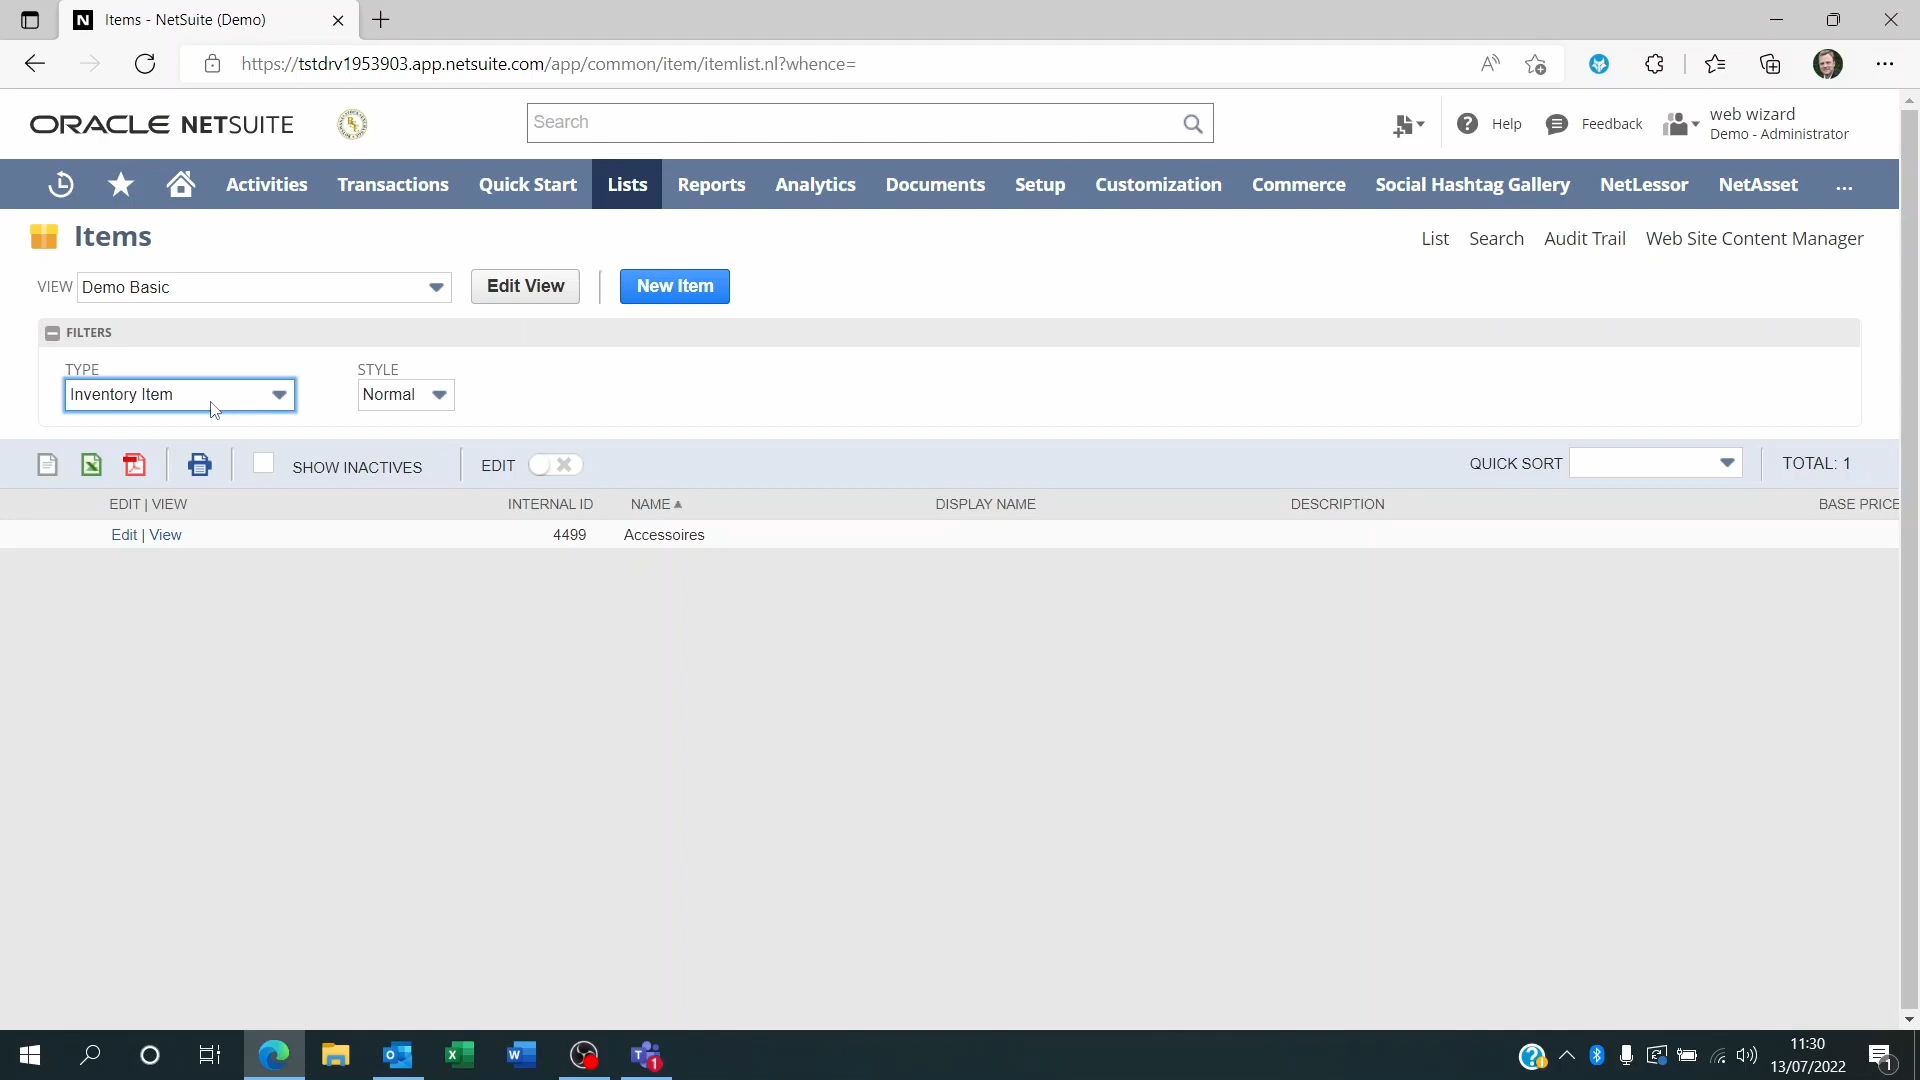 Items - NetSuite (Demo)
https://tstdrv1953903.app.netsuite.com/app/common/item/itemlist.nl?whence=
ORACLE NETSUITE
Search
Help
Feedback
web wizard
Demo - Administrator
Activities Transactions Quick Start Lists Reports Analytics Documents Setup Customization Commerce Social Hashtag Gallery NetLessor NetAsset ...
Items
List Search Audit Trail Web Site Content Manager
VIEW Demo Basic Edit View New Item
FILTERS
TYPE STYLE
Inventory Item Normal
SHOW INACTIVES EDIT QUICK SORT TOTAL: 1
EDIT | VIEW INTERNAL ID NAME DISPLAY NAME DESCRIPTION BASE PRICE
Edit | View 4499 Accessoires
11:30
13/07/2022
1
1